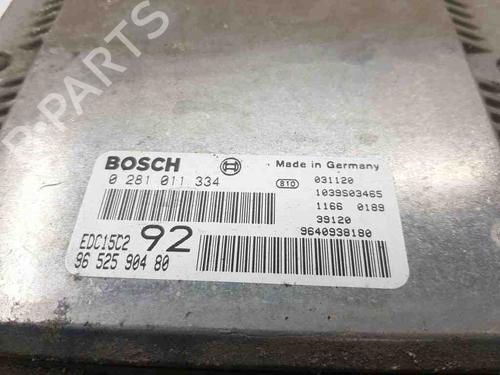 B-PARTS
BOSCH
Made in Germany
0 281 011 334
810
031120
1039S03465
1166 0189
39120
EDC15C2 92
9640938180
96 525 904 80